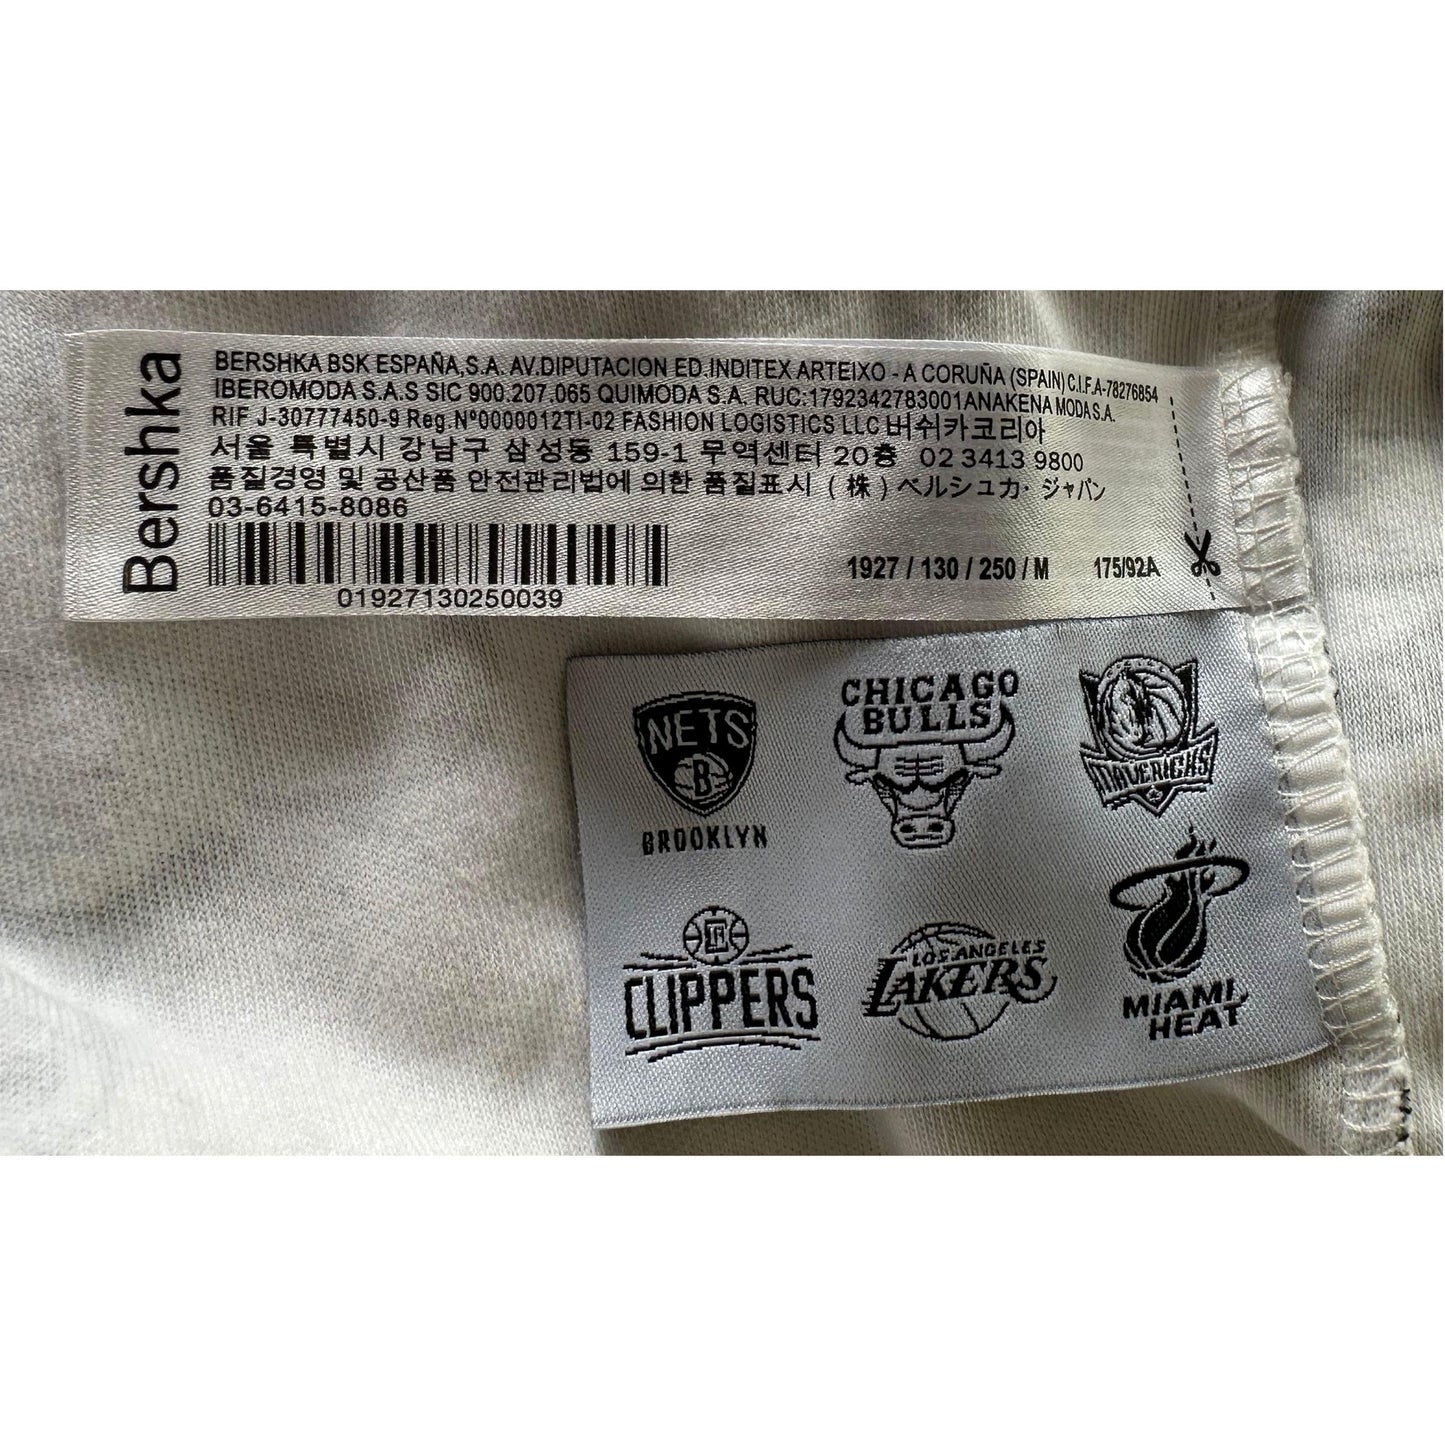 Bershka
BERSHKA BSK ESPAÑA,S.A. AV.DIPUTACION ED.INDITEX ARTEIXO - A CORUÑA (SPAIN) C.I.F.A-78276854
IBEROMODA S.A.S SIC 900.207.065 QUIMODA S.A. RUC:1792342783001ANAKENA MODA S.A.
RIF J-30777450-9 Reg.Nº0000012TI-02 FASHION LOGISTICS LLC 버쉬카코리아
서울 특별시 강남구 삼성동 159-1 무역센터 20층 02 3413 9800
품질경영 및 공산품 안전관리법에 의한 품질표시 (株)ベルシュカ・ジャパン
03-6415-8086
01927130250039
1927 / 130 / 250 / M 175/92A
NETS
B
BROOKLYN
CHICAGO
BULLS
MAVERICKS
CLIPPERS
LOS ANGELES
LAKERS
MIAMI
HEAT